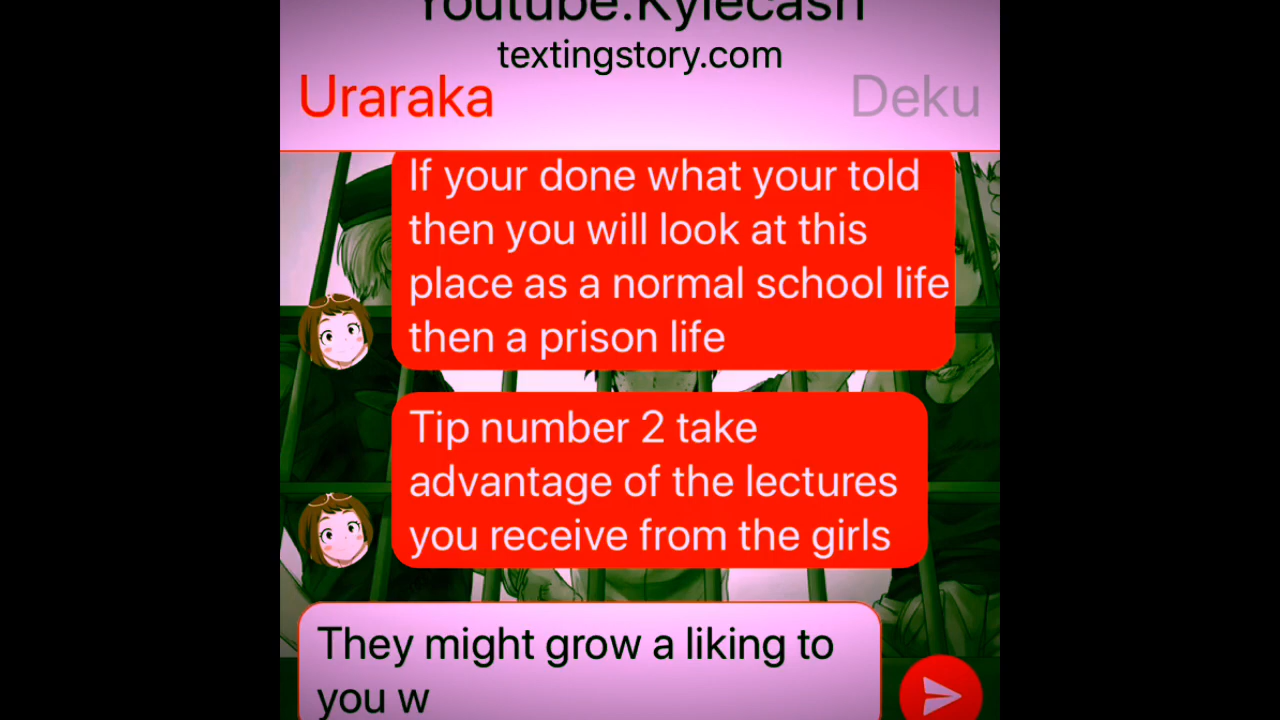 Youtube:Kylecash
textingstory.com
Uraraka Deku
If your done what your told
then you will look at this
place as a normal school life
then a prison life
Tip number 2 take
advantage of the lectures
you receive from the girls
They might grow a liking to
you w